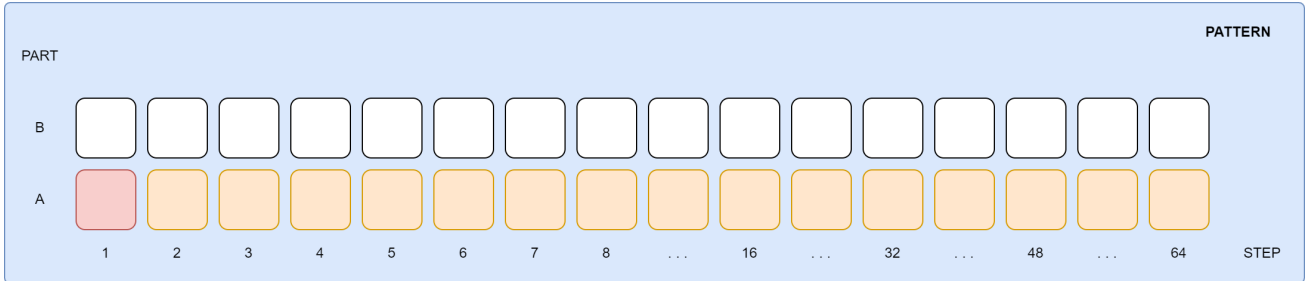 PATTERN
PART
B
A
1 2 3 4 5 6 7 8 . . . 16 . . . 32 . . . 48 . . . 64 STEP